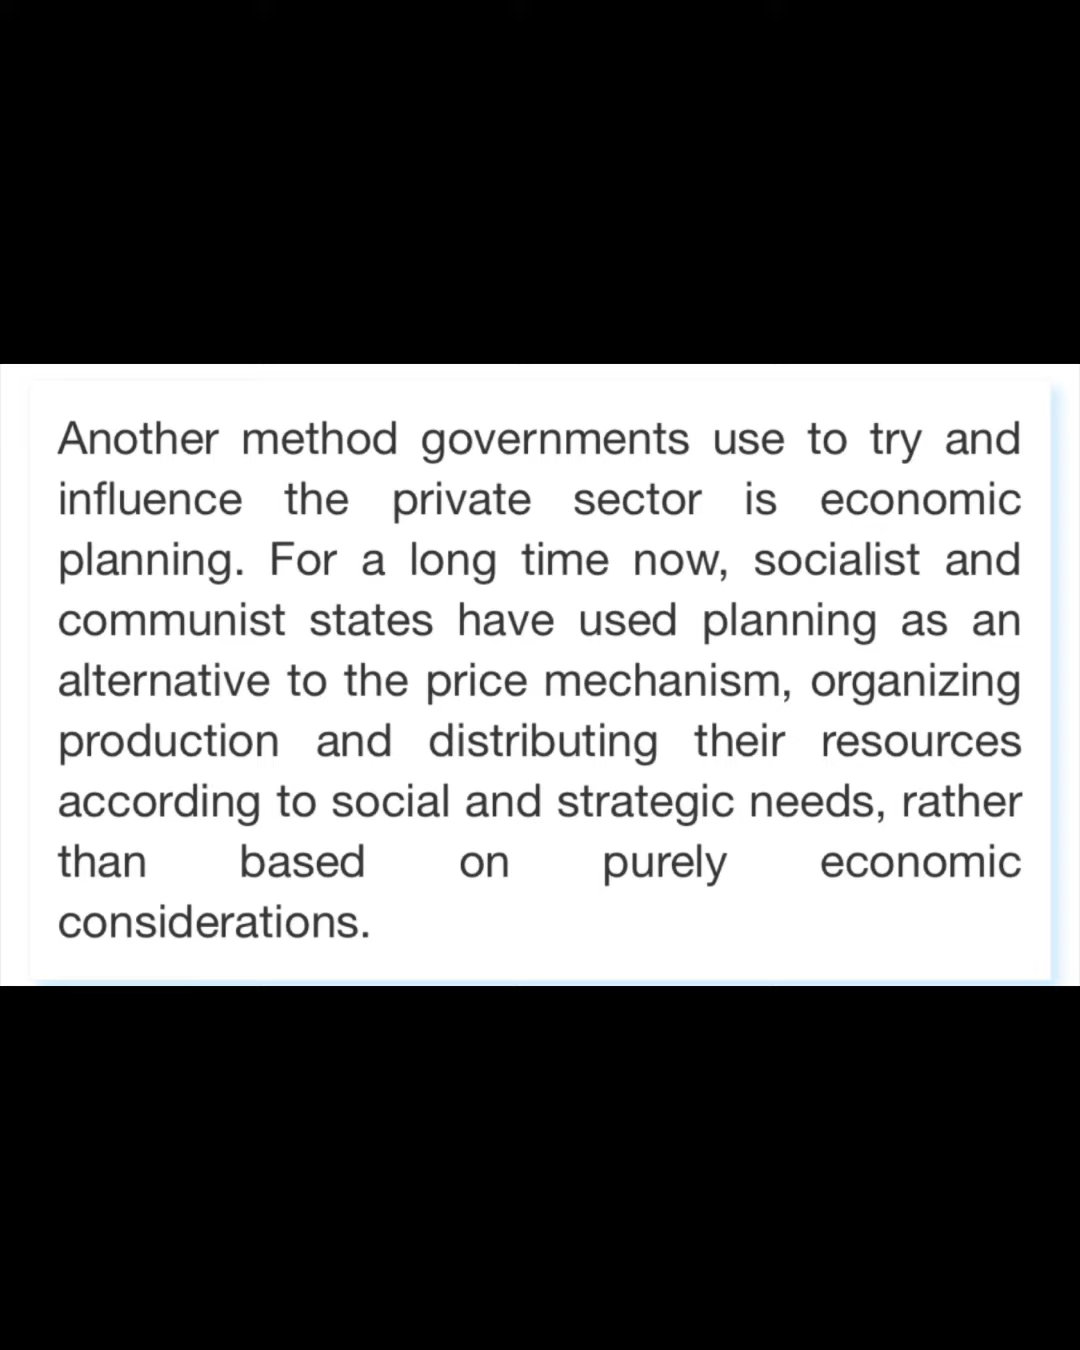 Another method governments use to try and
influence the private sector is economic
planning. For a long time now, socialist and
communist states have used planning as an
alternative to the price mechanism, organizing
production and distributing their resources
according to social and strategic needs, rather
than based on purely economic
considerations.